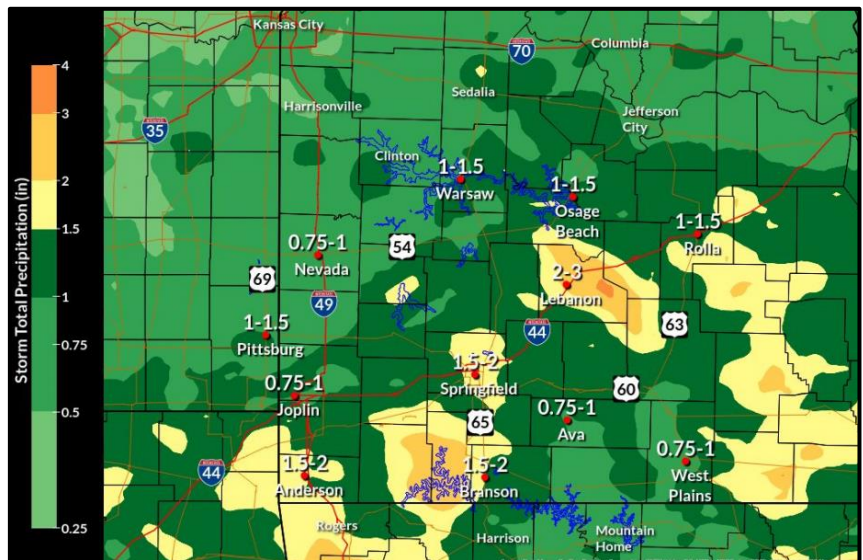 Storm Total Precipitation (in)
4
3
2
1.5
1
0.75
0.5
0.25
Kansas City
70
Columbia
Sedalia
Harrisonville
Jefferson
City
35
Clinton
1-1.5
Warsaw
1-1.5
Osage
Beach
1-1.5
Rolla
0.75-1
Nevada
54
69
2-3
Lebanon
49
1-1.5
Pittsburg
44
63
1.5-2
Springfield
0.75-1
Joplin
60
65
0.75-1
Ava
44
1.5-2
Anderson
1.5-2
Branson
0.75-1
West
Plains
Rogers
Harrison
Mountain
Home